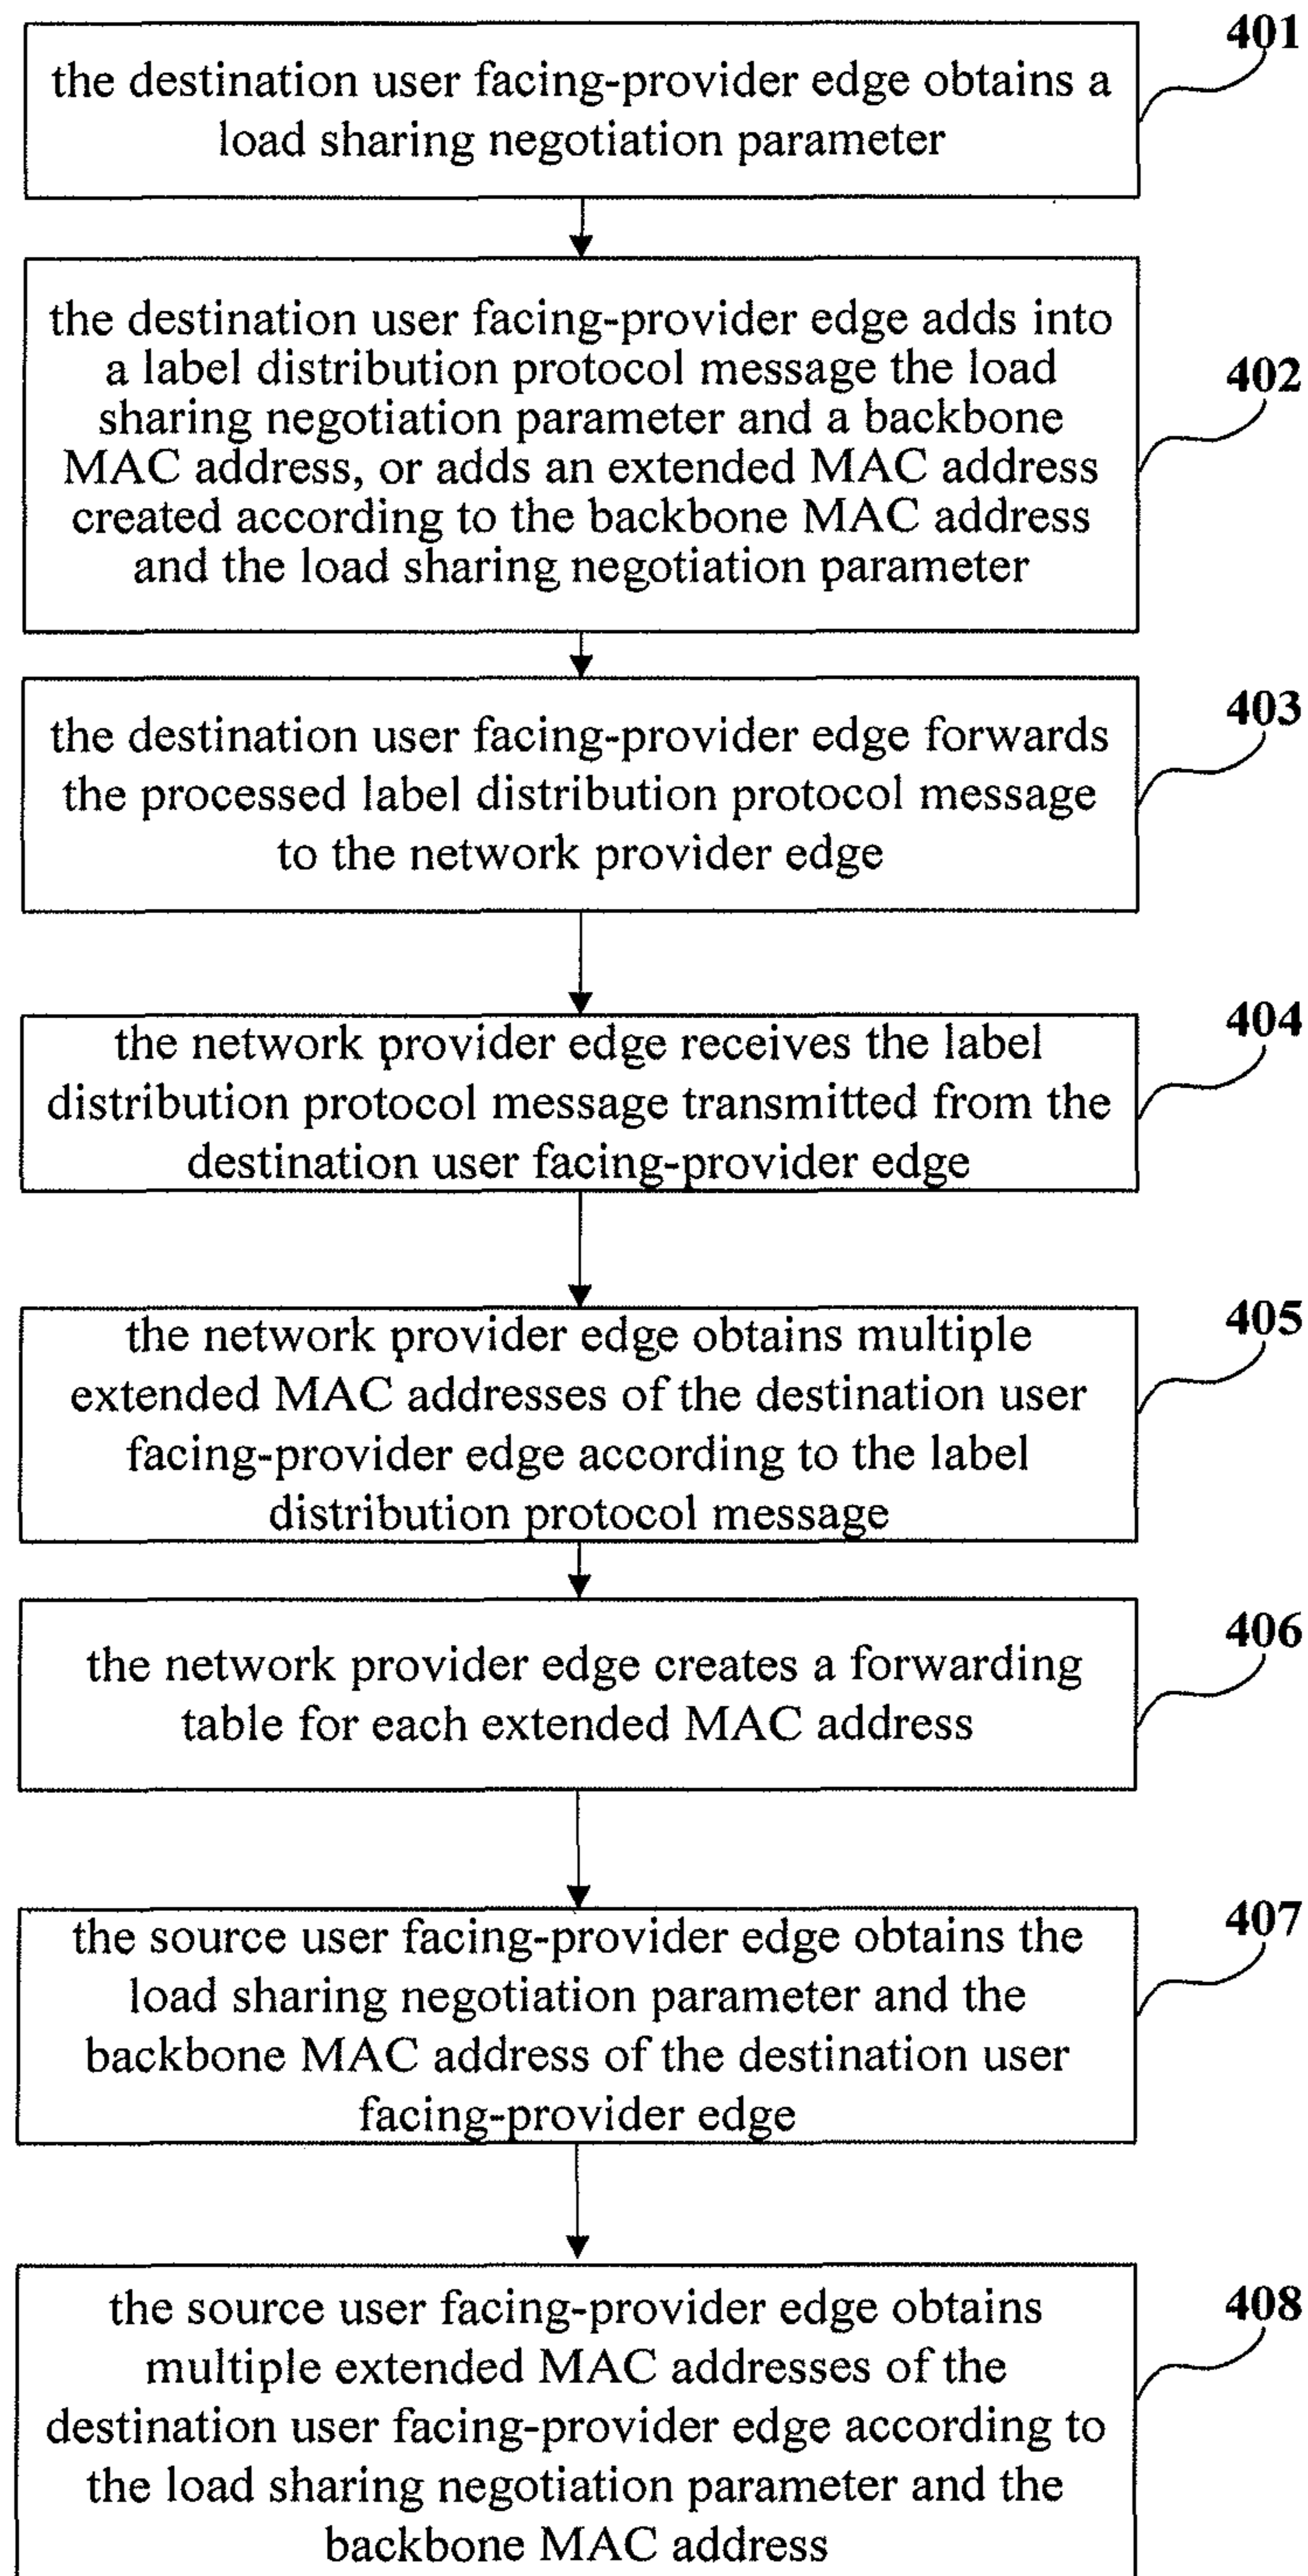 401
the destination user facing-provider edge obtains a
load sharing negotiation parameter
the destination user facing-provider edge adds into
a label distribution protocol message the load
sharing negotiation parameter and a backbone
MAC address, or adds an extended MAC address
created according to the backbone MAC address
and the load sharing negotiation parameter
402
the destination user facing-provider edge forwards
the processed label distribution protocol message
to the network provider edge
403
the network provider edge receives the label
distribution protocol message transmitted from the
destination user facing-provider edge
404
the network provider edge obtains multiple
extended MAC addresses of the destination user
facing-provider edge according to the label
distribution protocol message
405
the network provider edge creates a forwarding
table for each extended MAC address
406
the source user facing-provider edge obtains the
load sharing negotiation parameter and the
backbone MAC address of the destination user
facing-provider edge
407
the source user facing-provider edge obtains
multiple extended MAC addresses of the
destination user facing-provider edge according to
the load sharing negotiation parameter and the
backbone MAC address
408